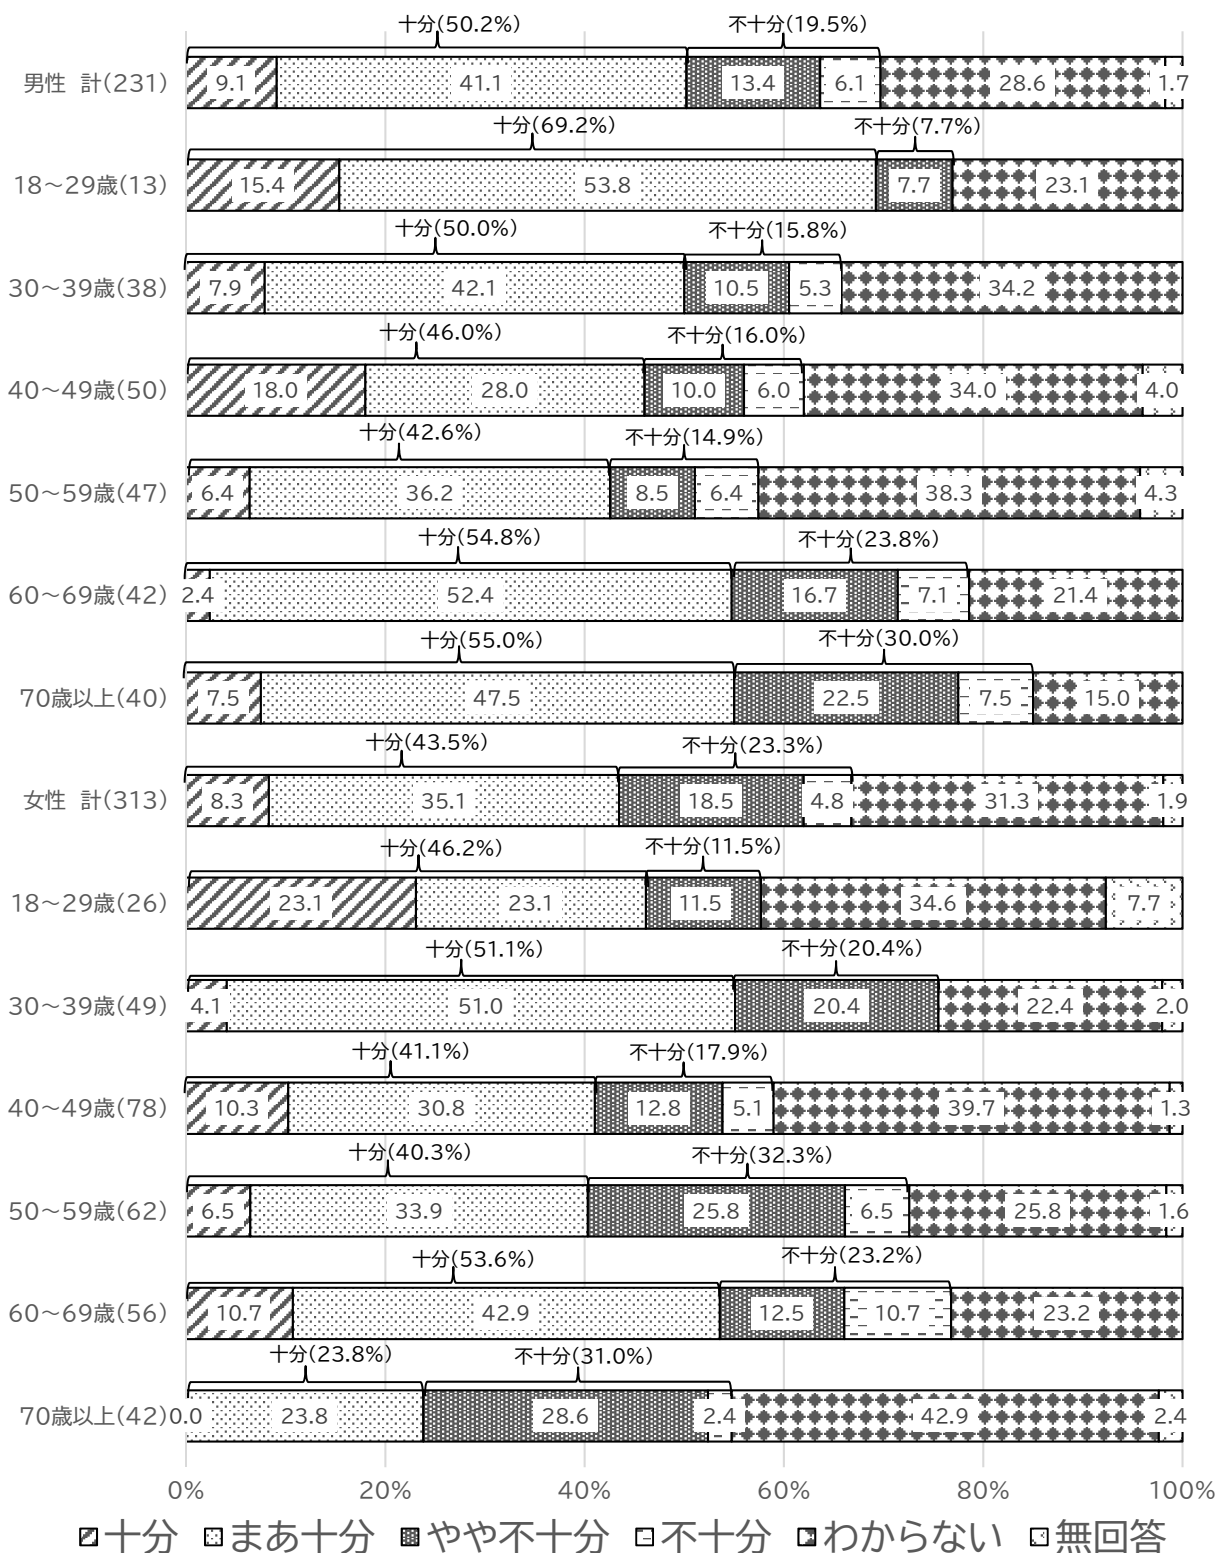 十分(50.2%) 不十分(19.5%)
男性 計(231) 9.1 41.1 13.4 6.1 28.6 1.7
十分(69.2%) 不十分(7.7%)
18～29歳(13) 15.4 53.8 7.7 23.1
十分(50.0%) 不十分(15.8%)
30～39歳(38) 7.9 42.1 10.5 5.3 34.2
十分(46.0%) 不十分(16.0%)
40～49歳(50) 18.0 28.0 10.0 6.0 34.0 4.0
十分(42.6%) 不十分(14.9%)
50～59歳(47) 6.4 36.2 8.5 6.4 38.3 4.3
十分(54.8%) 不十分(23.8%)
60～69歳(42) 2.4 52.4 16.7 7.1 21.4
十分(55.0%) 不十分(30.0%)
70歳以上(40) 7.5 47.5 22.5 7.5 15.0
十分(43.5%) 不十分(23.3%)
女性 計(313) 8.3 35.1 18.5 4.8 31.3 1.9
十分(46.2%) 不十分(11.5%)
18～29歳(26) 23.1 23.1 11.5 34.6 7.7
十分(51.1%) 不十分(20.4%)
30～39歳(49) 4.1 51.0 20.4 22.4 2.0
十分(41.1%) 不十分(17.9%)
40～49歳(78) 10.3 30.8 12.8 5.1 39.7 1.3
十分(40.3%) 不十分(32.3%)
50～59歳(62) 6.5 33.9 25.8 6.5 25.8 1.6
十分(53.6%) 不十分(23.2%)
60～69歳(56) 10.7 42.9 12.5 10.7 23.2
十分(23.8%) 不十分(31.0%)
70歳以上(42) 0.0 23.8 28.6 2.4 42.9 2.4
0% 20% 40% 60% 80% 100%
十分 まあ十分 やや不十分 不十分 わからない 無回答